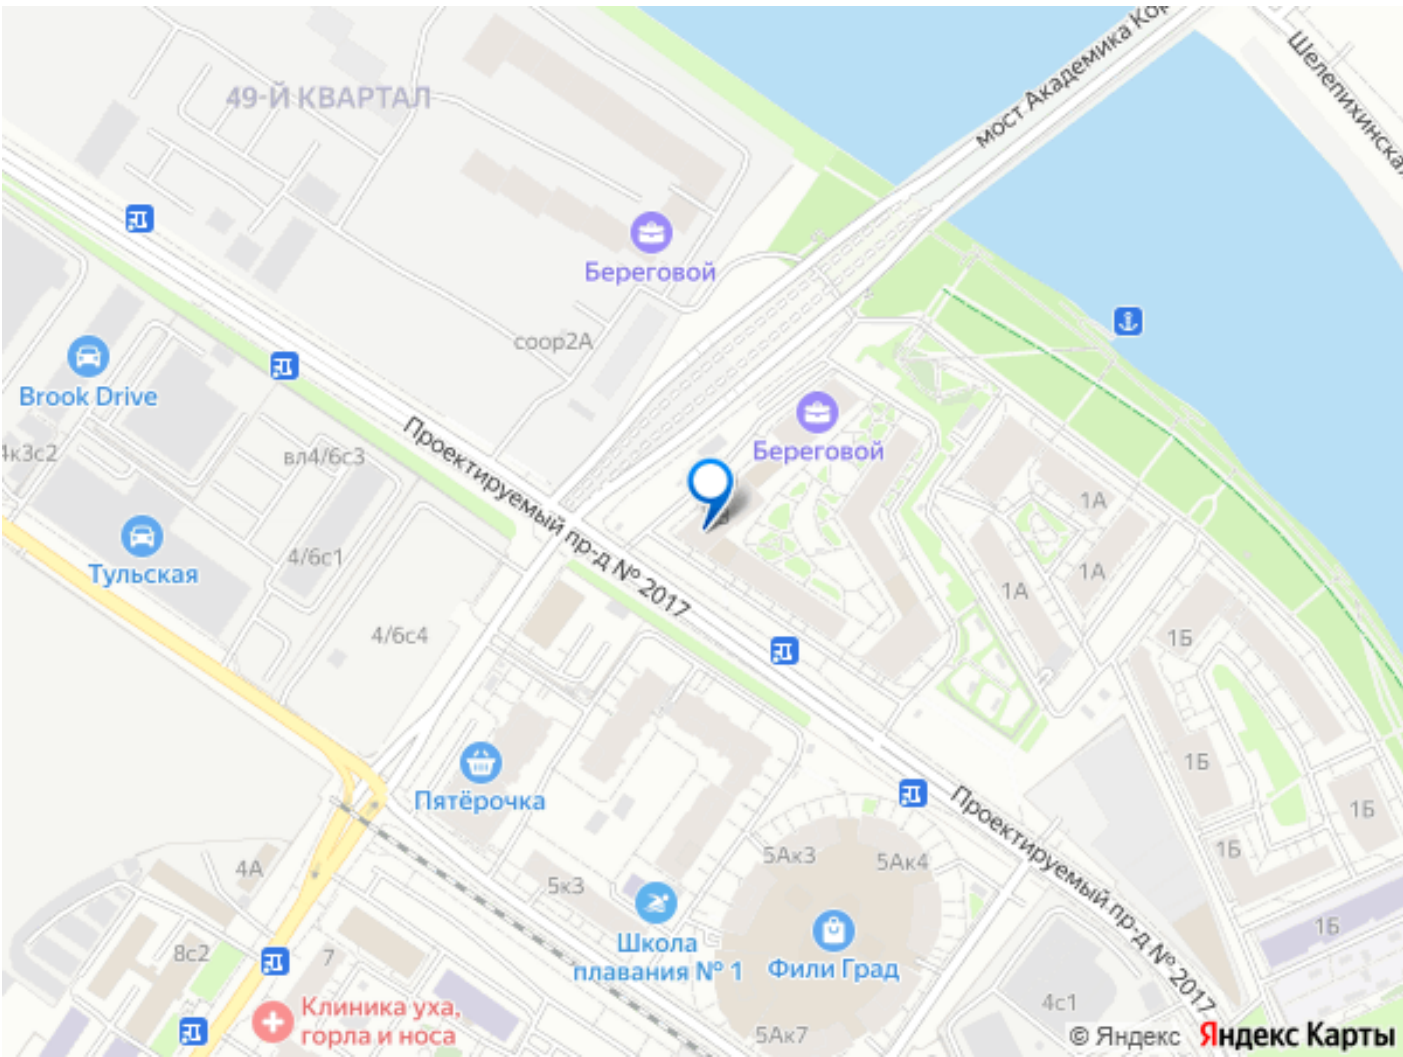 49-Й КВАРТАЛ
мост Академика Кор
Шелепихинска
Береговой
соор2А
Brook Drive
4к3с2
вл4/6с3
Проектируемый пр-д № 2017
Береговой
1А
1А
1А
4/6с1
Тульская
4/6с4
1Б
1Б
1Б
1Б
1Б
Пятёрочка
Проектируемый пр-д № 2017
5Ак3
5Ак4
4А
5к3
8с2
7
Школа
плавания № 1
Фили Град
Клиника уха,
горла и носа
4с1
5Ак7
© Яндекс Яндекс Карты